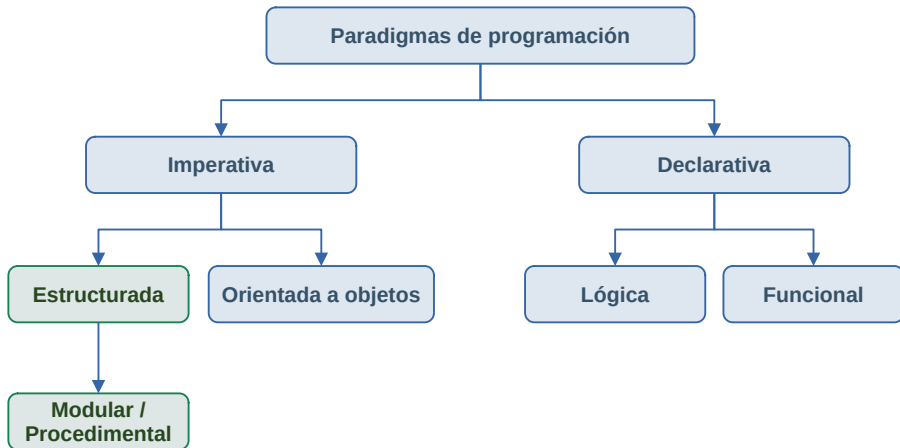 Paradigmas de programación
Imperativa
Declarativa
Estructurada
Orientada a objetos
Lógica
Funcional
Modular /
Procedimental